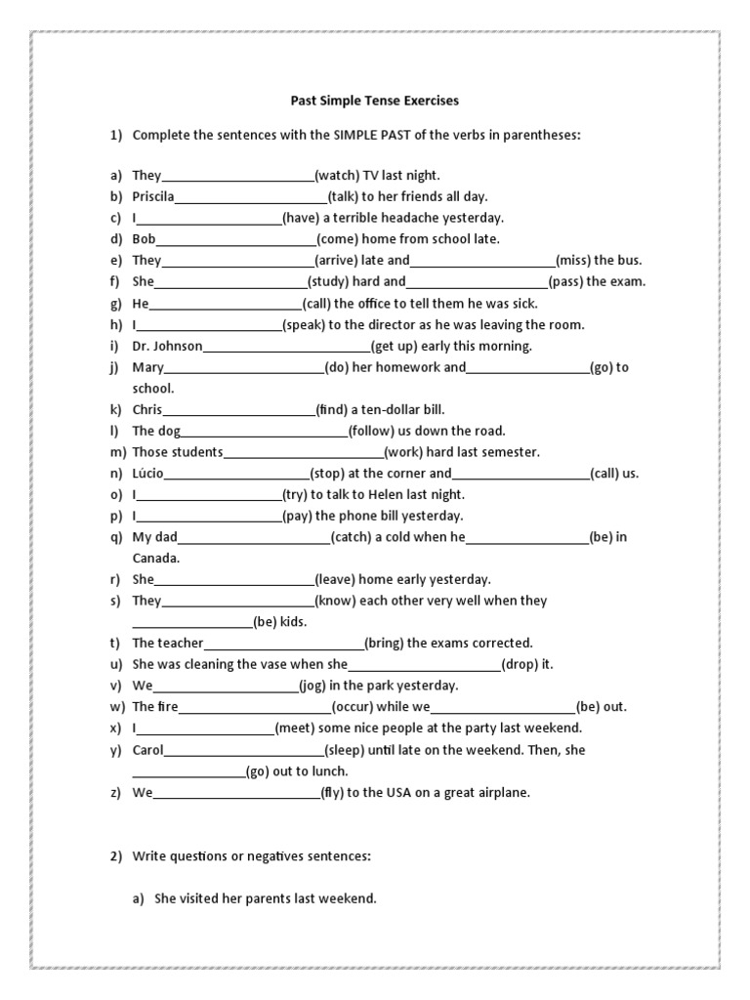 Past Simple Tense Exercises
1) Complete the sentences with the SIMPLE PAST of the verbs in parentheses:
a) They______________________(watch) TV last night.
b) Priscila______________________(talk) to her friends all day.
c) I_____________________(have) a terrible headache yesterday.
d) Bob_______________________(come) home from school late.
e) They______________________(arrive) late and_____________________(miss) the bus.
f) She______________________(study) hard and____________________(pass) the exam.
g) He______________________(call) the office to tell them he was sick.
h) I_____________________(speak) to the director as he was leaving the room.
i) Dr. Johnson________________________(get up) early this morning.
j) Mary_______________________(do) her homework and__________________(go) to
school.
k) Chris______________________(find) a ten-dollar bill.
l) The dog________________________(follow) us down the road.
m) Those students_______________________(work) hard last semester.
n) Lúcio_____________________(stop) at the corner and____________________(call) us.
o) I_____________________(try) to talk to Helen last night.
p) I_____________________(pay) the phone bill yesterday.
q) My dad______________________(catch) a cold when he__________________(be) in
Canada.
r) She_______________________(leave) home early yesterday.
s) They______________________(know) each other very well when they
_________________(be) kids.
t) The teacher_______________________(bring) the exams corrected.
u) She was cleaning the vase when she______________________(drop) it.
v) We_____________________(jog) in the park yesterday.
w) The fire______________________(occur) while we_____________________(be) out.
x) I____________________(meet) some nice people at the party last weekend.
y) Carol_______________________(sleep) until late on the weekend. Then, she
________________(go) out to lunch.
z) We________________________(fly) to the USA on a great airplane.
2) Write questions or negatives sentences:
a) She visited her parents last weekend.